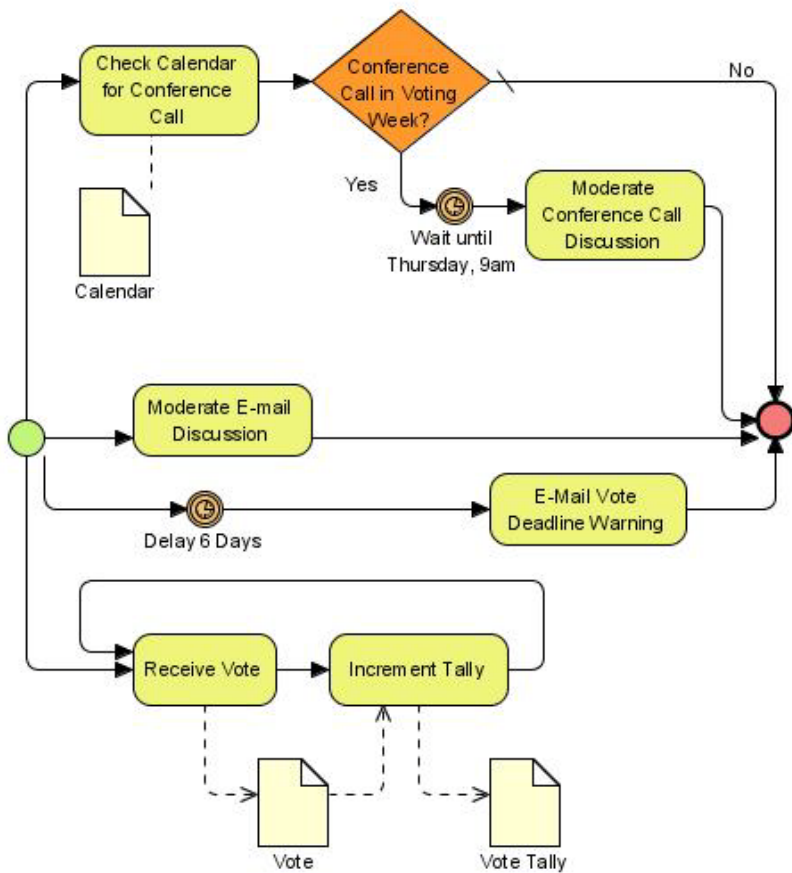 Check Calendar
for Conference
Call
Conference
Call in Voting
Week?
No
Yes
Wait until
Thursday, 9am
Moderate
Conference Call
Discussion
Calendar
Moderate E-mail
Discussion
Delay 6 Days
E-Mail Vote
Deadline Warning
Receive Vote
Increment Tally
Vote
Vote Tally